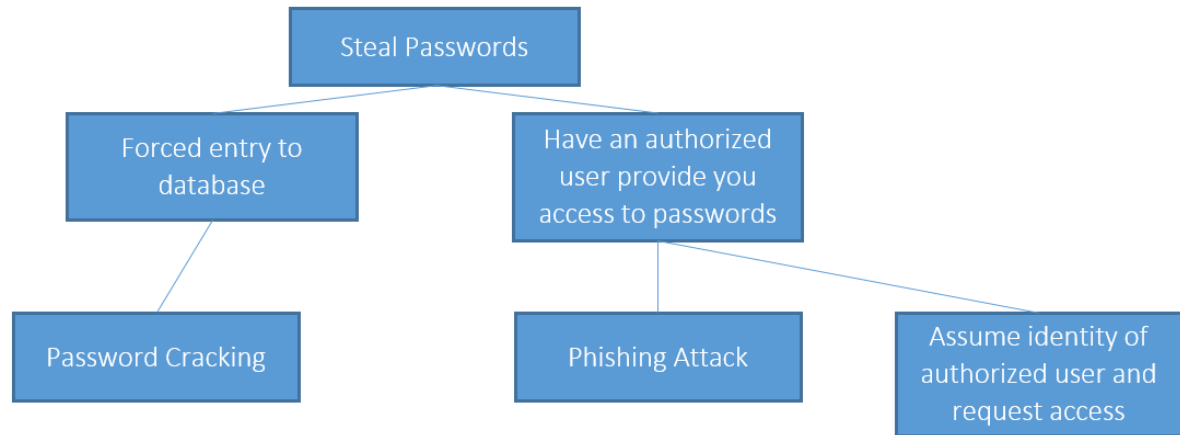 Steal Passwords
Forced entry to
database
Have an authorized
user provide you
access to passwords
Password Cracking
Phishing Attack
Assume identity of
authorized user and
request access